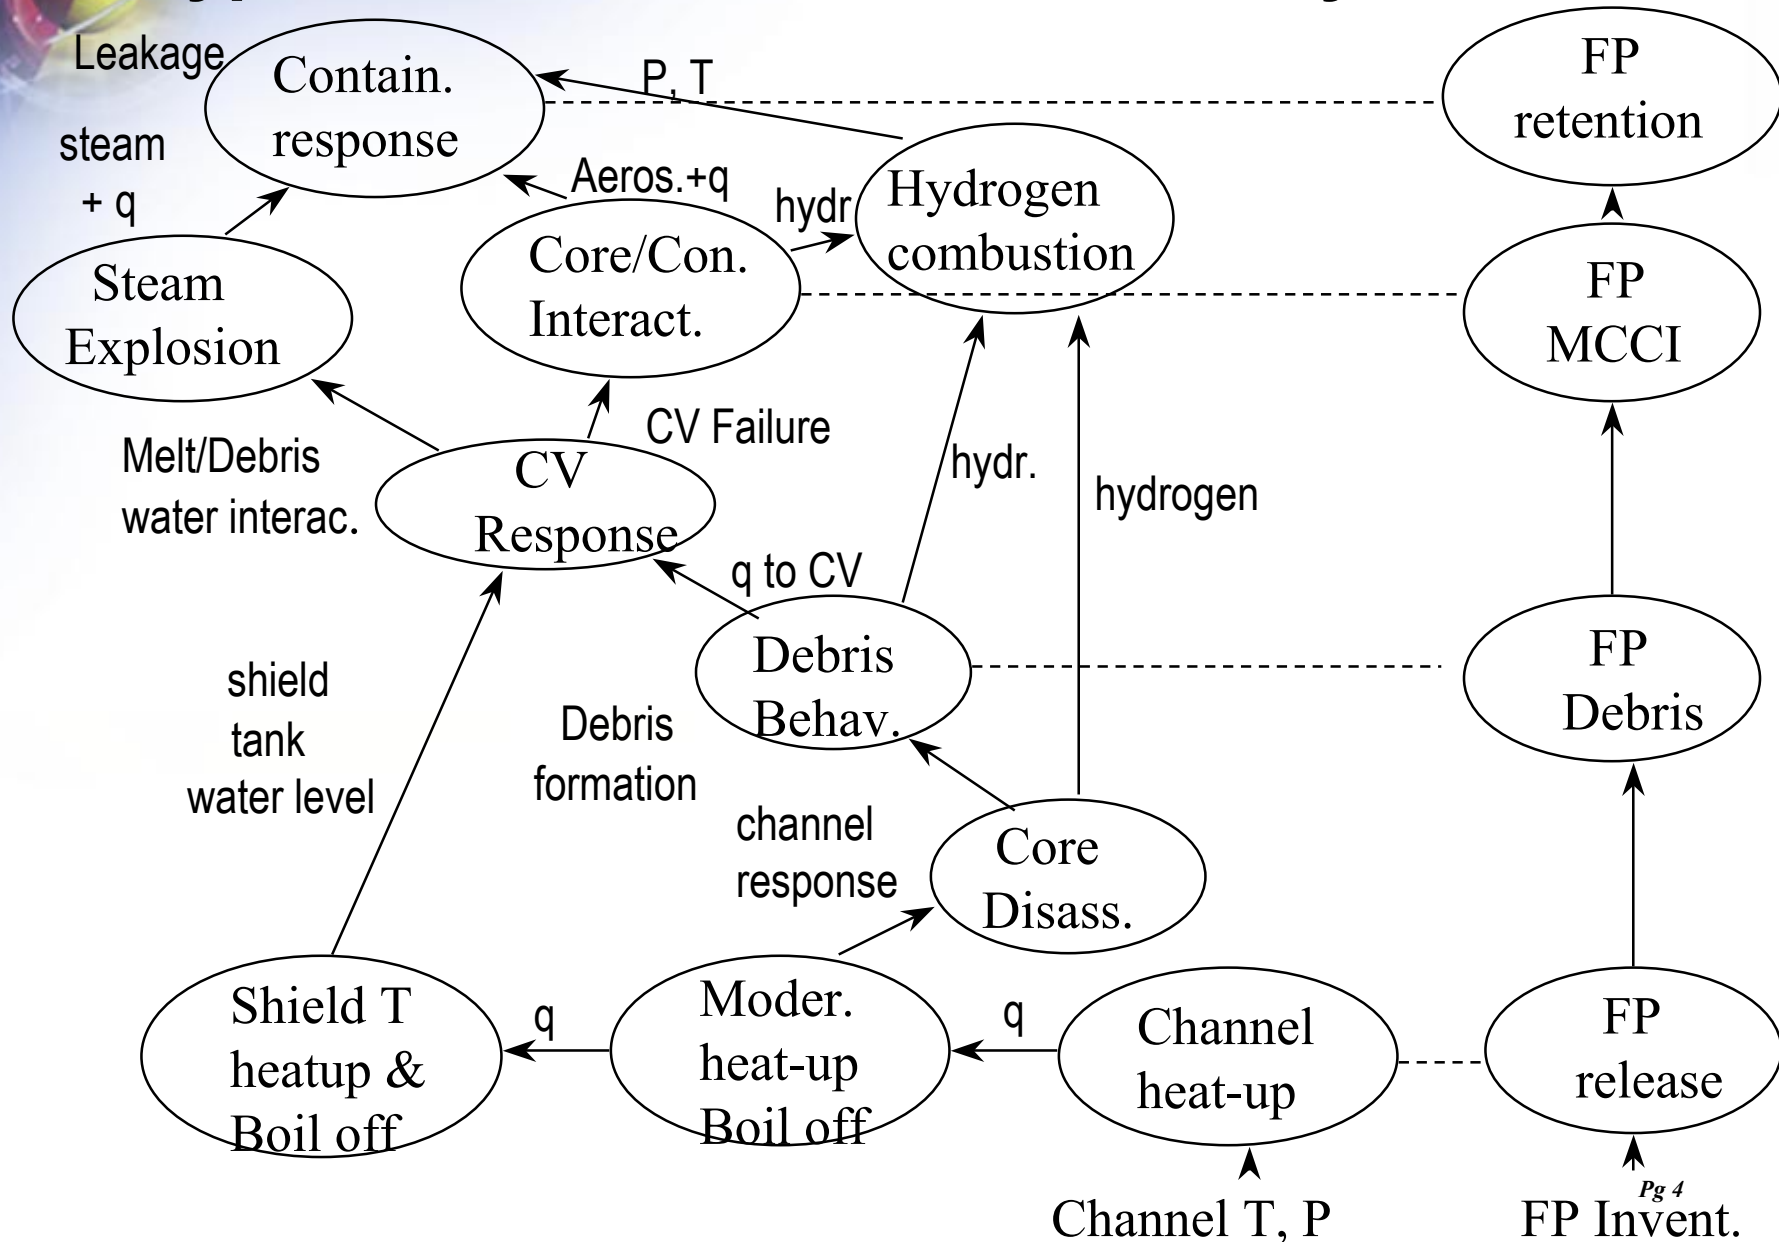 Leakage
Contain.
response
P, T
FP
retention
steam
+ q
Aeros.+q
hydr
Hydrogen
combustion
Steam
Explosion
Core/Con.
Interact.
FP
MCCI
Melt/Debris
water interac.
CV Failure
CV
Response
hydr.
hydrogen
q to CV
Debris
Behav.
FP
Debris
shield
tank
water level
Debris
formation
channel
response
Core
Disass.
Shield T
heatup &
Boil off
q
Moder.
heat-up
Boil off
q
Channel
heat-up
FP
release
Channel T, P
Pg 4
FP Invent.